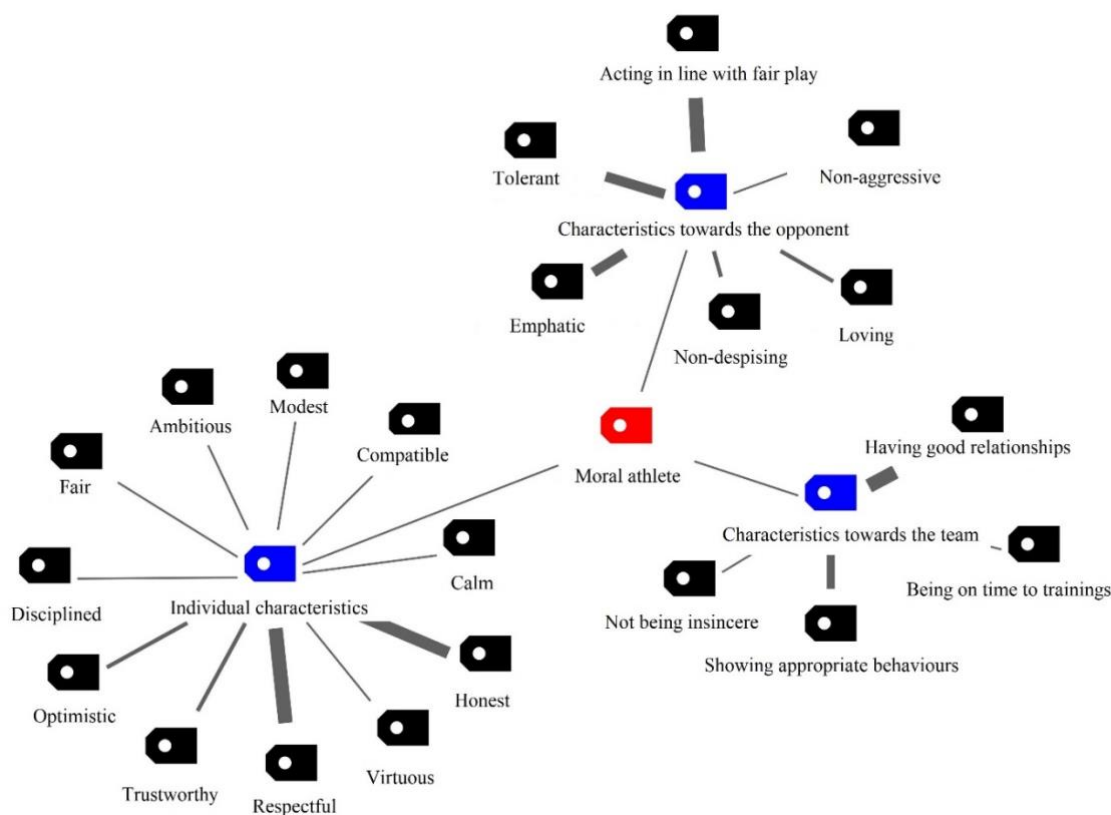 Acting in line with fair play
Tolerant
Non-aggressive
Characteristics towards the opponent
Emphatic
Non-despising
Loving
Modest
Ambitious
Compatible
Fair
Moral athlete
Having good relationships
Characteristics towards the team
Calm
Disciplined
Individual characteristics
Not being insincere
Being on time to trainings
Showing appropriate behaviours
Honest
Optimistic
Trustworthy
Respectful
Virtuous